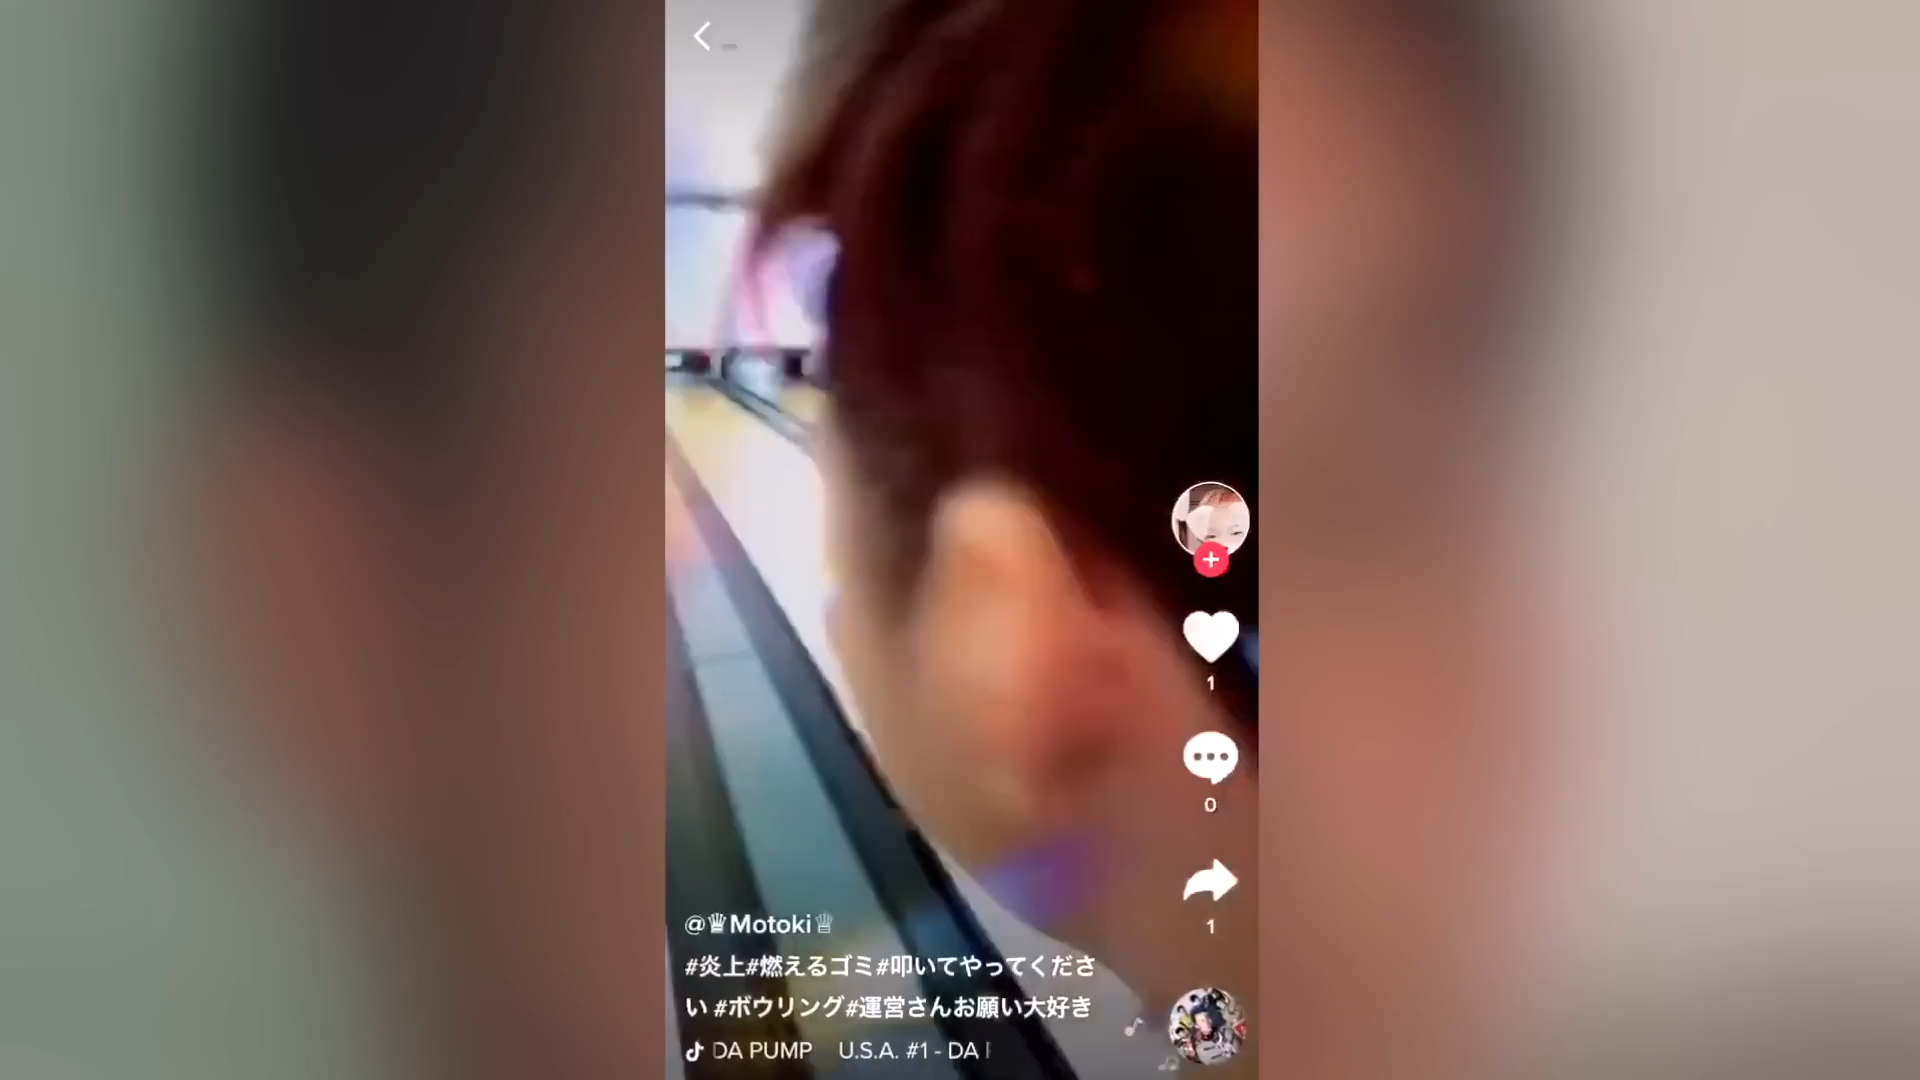 1
0
1
@♕Motoki♕
#炎上#燃えるゴミ#叩いてやってくださ
い #ボウリング#運営さんお願い大好き
DA PUMP U.S.A. #1 - DA